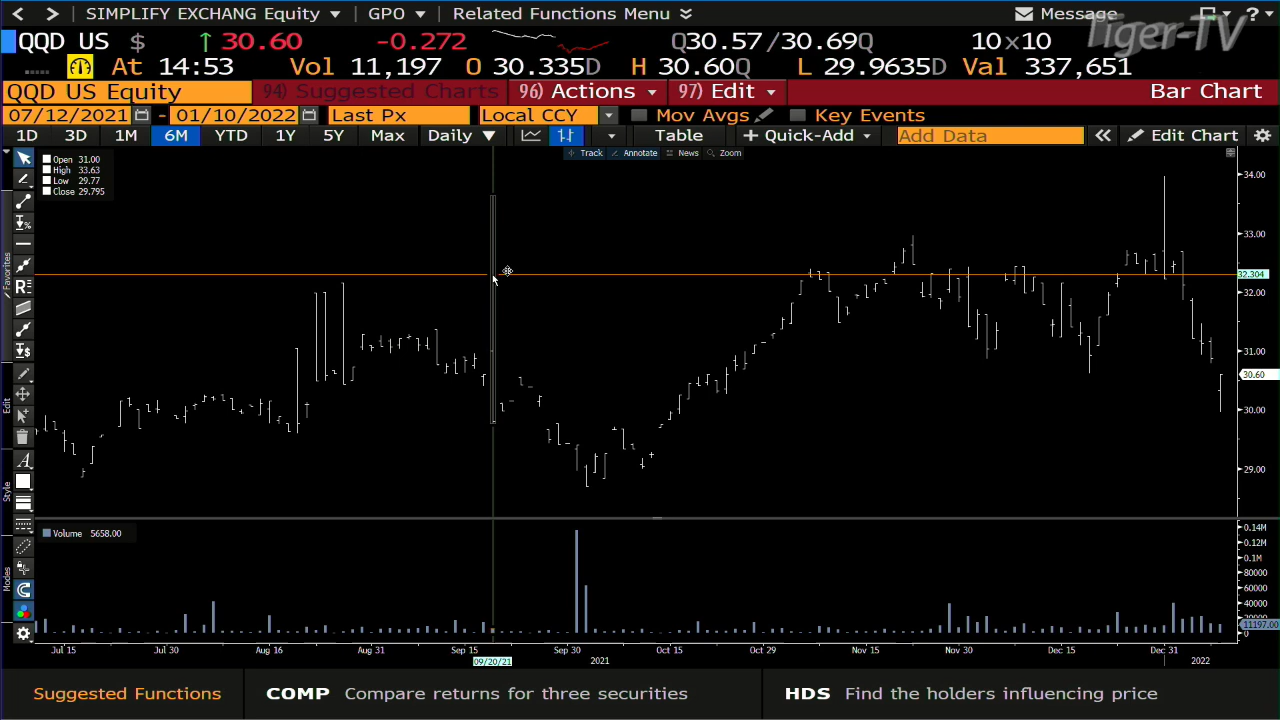 < > SIMPLIFY EXCHANG Equity GPO Related Functions Menu Message ?
QQD US $ ↑ 30.60 -0.272 Q30.57/30.69Q 10×10 Tiger-TV
At 14:53 Vol 11,197 O 30.335D H 30.60Q L 29.9635D Val 337,651
QQD US Equity 94) Suggested Charts 96) Actions 97) Edit Bar Chart
07/12/2021 - 01/10/2022 Last Px Local CCY Mov Avgs Key Events
1D 3D 1M 6M YTD 1Y 5Y Max Daily ▼ Table + Quick-Add Add Data « Edit Chart
Track Annotate News Zoom
Open 31.00
High 33.63
Low 29.77
Close 29.795
34.00
33.00
32.304
32.00
31.00
30.60
30.00
29.00
Favorites
Edit
Style
Modes
Volume 5658.00
0.14M
0.12M
0.1M
80000
60000
40000
11197.00
0
Jul 15 Jul 30 Aug 16 Aug 31 Sep 15 Sep 30 Oct 15 Oct 29 Nov 15 Nov 30 Dec 15 Dec 31
09/20/21 2021 2022
Suggested Functions COMP Compare returns for three securities HDS Find the holders influencing price